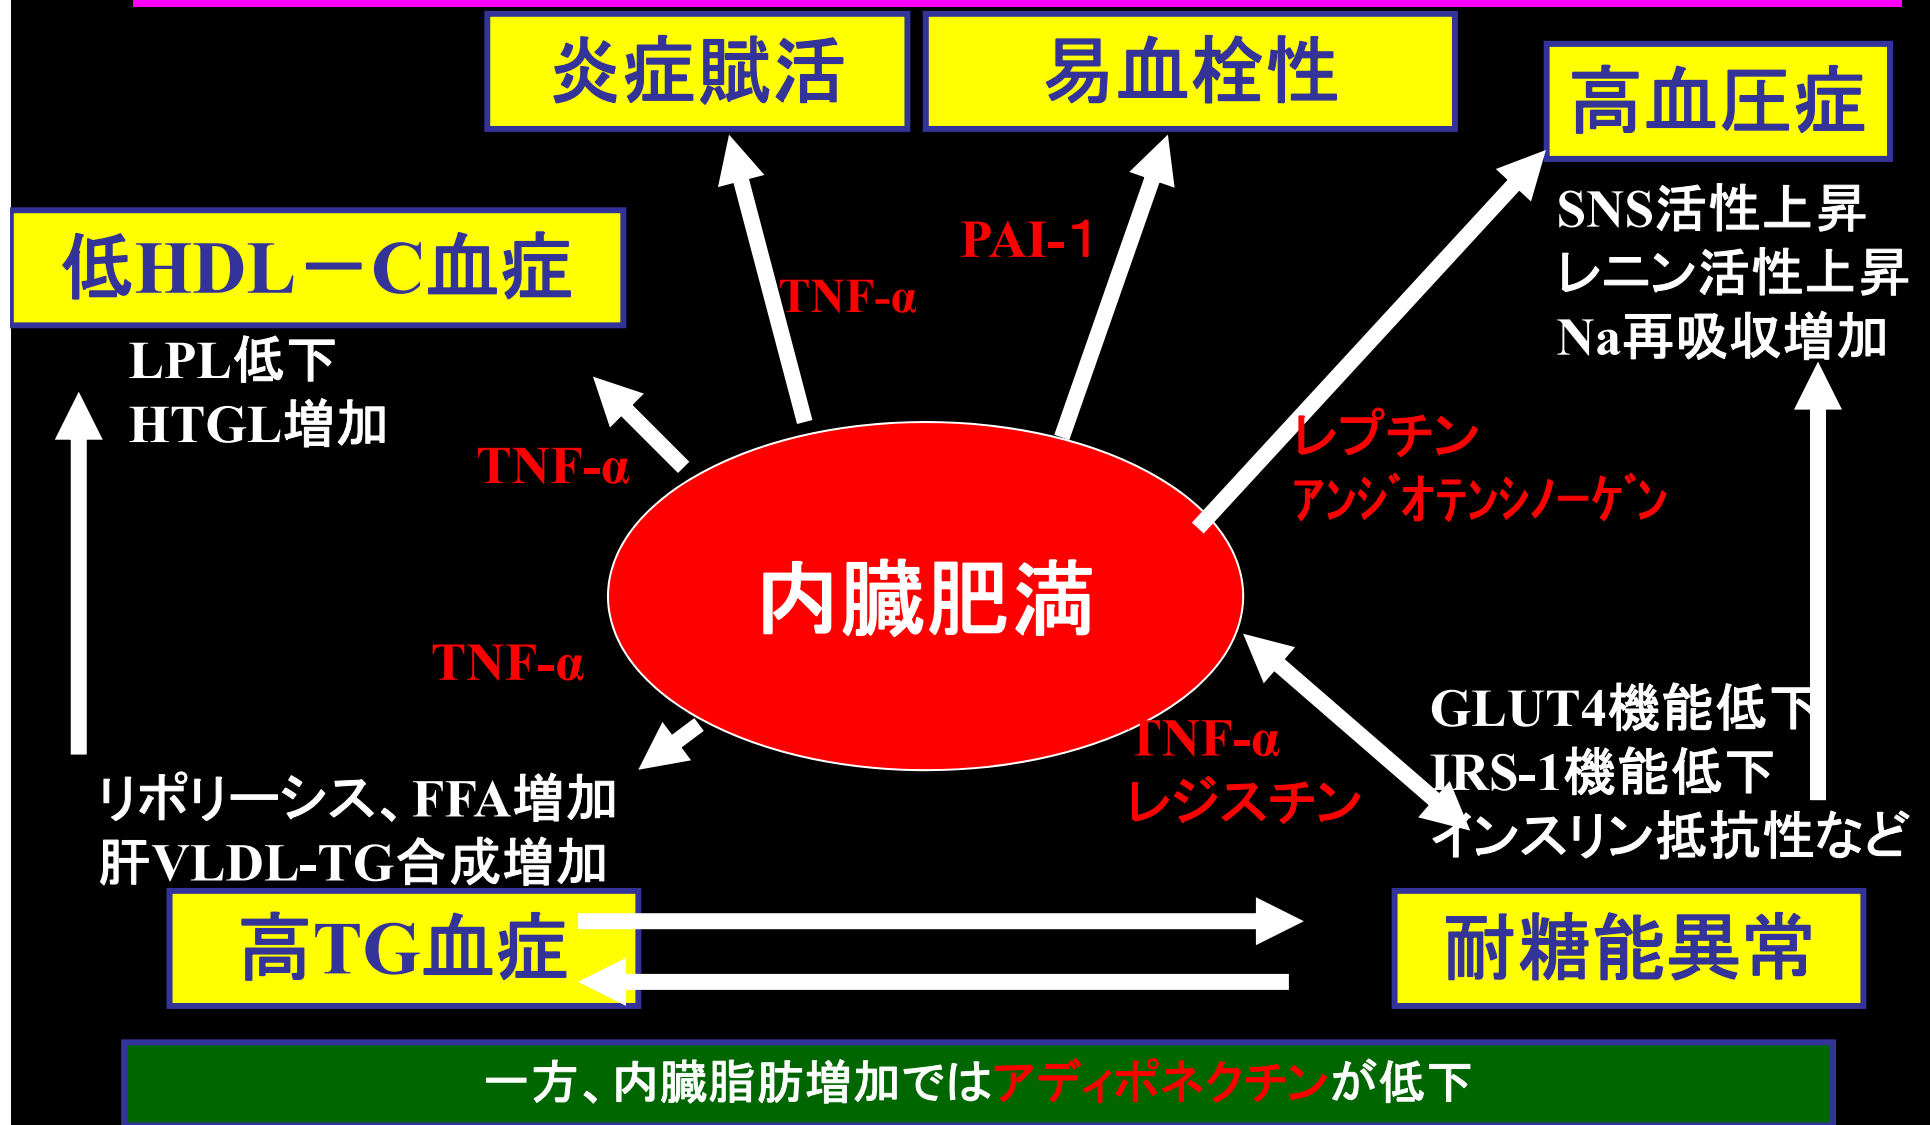 炎症賦活
易血栓性
高血圧症
SNS活性上昇
レニン活性上昇
Na再吸収増加
低HDL－C血症
LPL低下
HTGL増加
PAI-１
TNF-α
TNF-α
レプチン
ｱﾝｼﾞｵﾃﾝｼﾉｰｹﾞﾝ
内臓肥満
TNF-α
TNF-α
レジスチン
GLUT4機能低下
IRS-1機能低下
インスリン抵抗性など
リポリーシス、FFA増加
肝VLDL-TG合成増加
高TG血症
耐糖能異常
一方、内臓脂肪増加ではアディポネクチンが低下